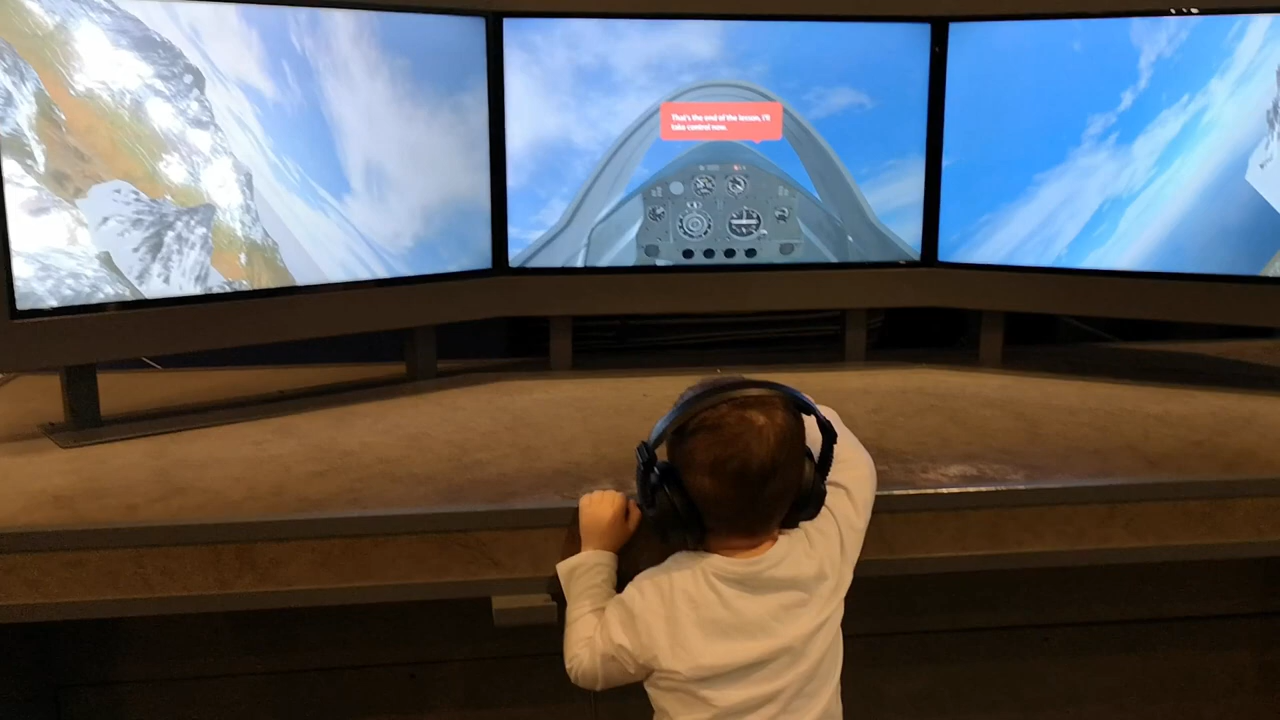 That's the end of the lesson, I'll
take control now.